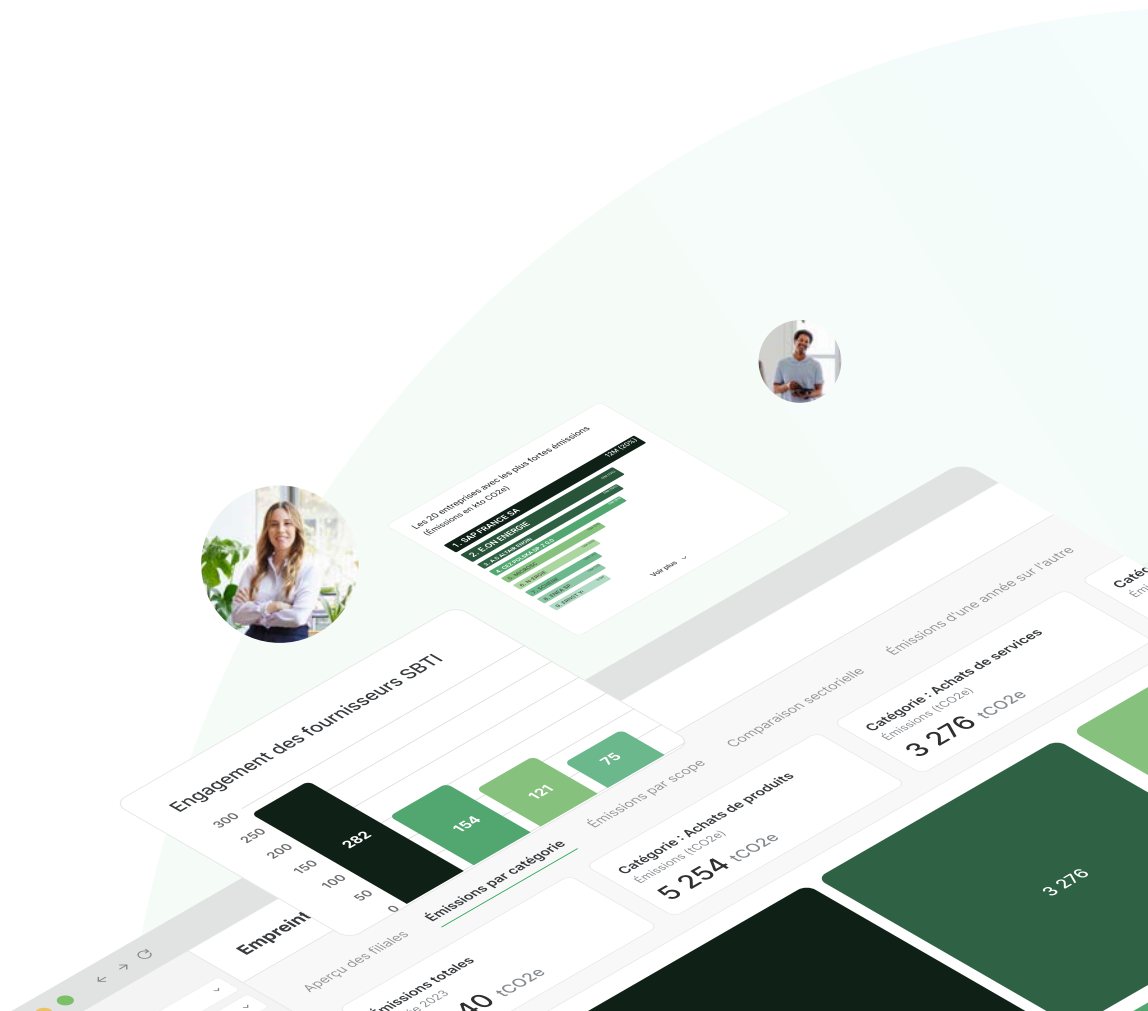 Les 20 entreprises avec les plus fortes émissions
(Émissions en kto CO2e)
1. SAP FRANCE SA
12M (20%)
2. E.ON ENERGIE
Voir plus
Engagement des fournisseurs SBTI
300
250
200
150
100
50
0
282
154
121
75
Empreint
Aperçu des filiales
Émissions par catégorie
Émissions par scope
Comparaison sectorielle
Émissions d'une année sur l'autre
Émissions totales
2023
40 tCO2e
Catégorie : Achats de produits
Émissions (tCO2e)
5 254 tCO2e
Catégorie : Achats de services
Émissions (tCO2e)
3 276 tCO2e
3 276